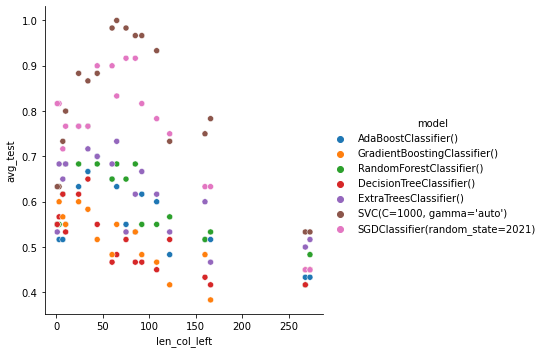 1.0
0.9
0.8
0.7
0.6
0.5
0.4
avg_test
0
50
100
150
200
250
len_col_left
model
AdaBoostClassifier()
GradientBoostingClassifier()
RandomForestClassifier()
DecisionTreeClassifier()
ExtraTreesClassifier()
SVC(C=1000, gamma='auto')
SGDClassifier(random_state=2021)